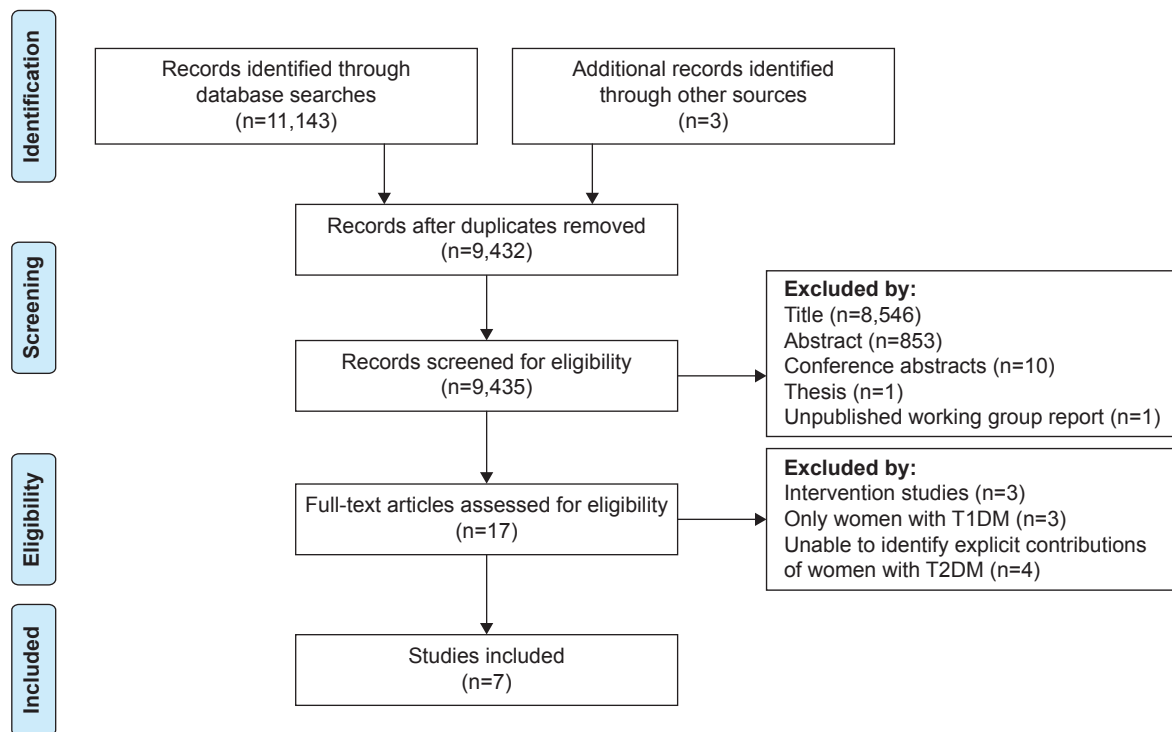 Identification
Records identified through
database searches
(n=11,143)
Additional records identified
through other sources
(n=3)
Records after duplicates removed
(n=9,432)
Screening
Records screened for eligibility
(n=9,435)
Excluded by:
Title (n=8,546)
Abstract (n=853)
Conference abstracts (n=10)
Thesis (n=1)
Unpublished working group report (n=1)
Eligibility
Full-text articles assessed for eligibility
(n=17)
Excluded by:
Intervention studies (n=3)
Only women with T1DM (n=3)
Unable to identify explicit contributions
of women with T2DM (n=4)
Included
Studies included
(n=7)